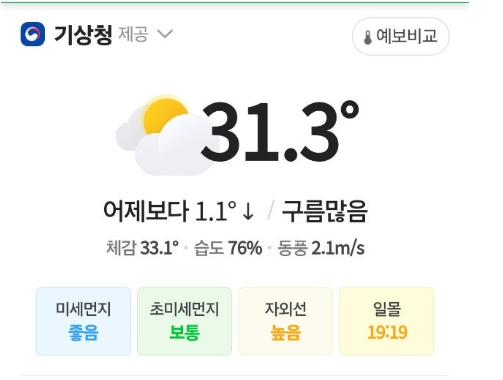 기상청 제공
예보비교
31.3°
어제보다 1.1°↓ / 구름많음
체감 33.1° · 습도 76% · 동풍 2.1m/s
미세먼지 초미세먼지 자외선 일몰
좋음 보통 높음 19:19